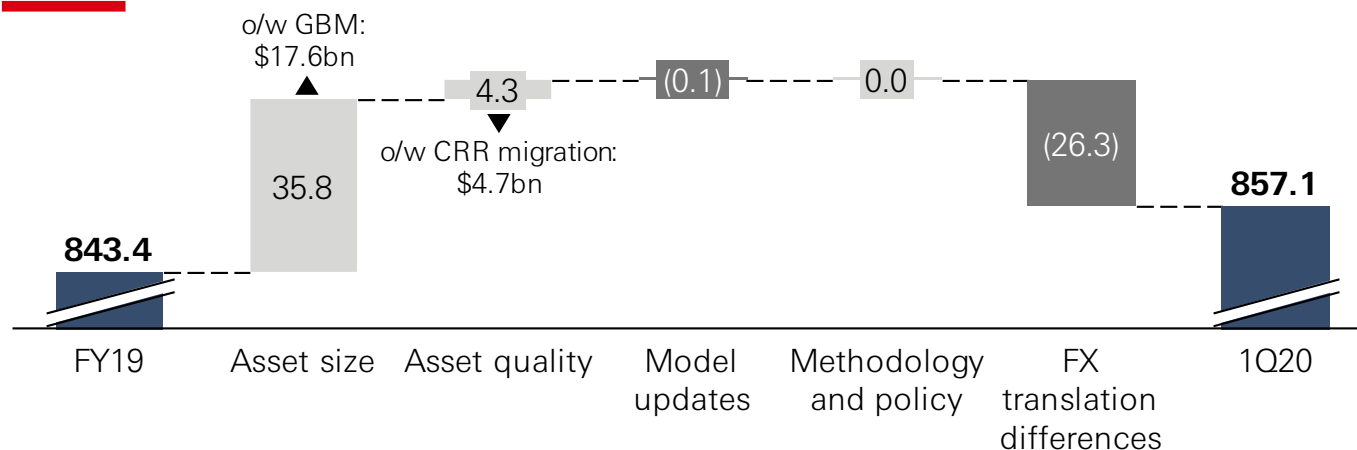 o/w GBM:
$17.6bn
4.3
(0.1)
0.0
o/w CRR migration:
$4.7bn
35.8
(26.3)
857.1
843.4
FY19
Asset size
Asset quality
Model
updates
Methodology
and policy
FX
translation
differences
1Q20